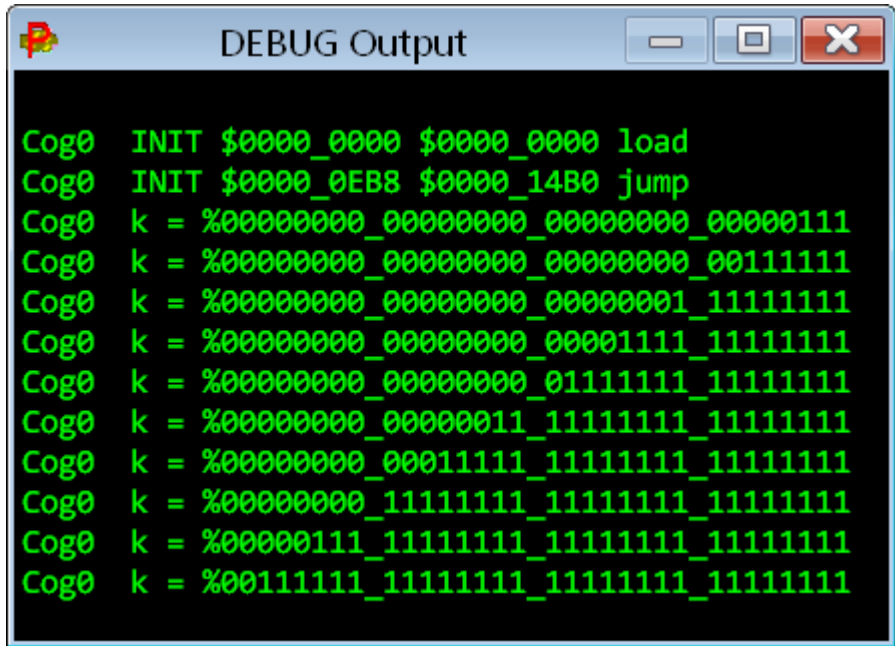 DEBUG Output
Cog0 INIT $0000_0000 $0000_0000 load
Cog0 INIT $0000_0EB8 $0000_14B0 jump
Cog0 k = %00000000_00000000_00000000_00000111
Cog0 k = %00000000_00000000_00000000_00111111
Cog0 k = %00000000_00000000_00000001_11111111
Cog0 k = %00000000_00000000_00001111_11111111
Cog0 k = %00000000_00000000_01111111_11111111
Cog0 k = %00000000_00000011_11111111_11111111
Cog0 k = %00000000_00011111_11111111_11111111
Cog0 k = %00000000_11111111_11111111_11111111
Cog0 k = %00000111_11111111_11111111_11111111
Cog0 k = %00111111_11111111_11111111_11111111